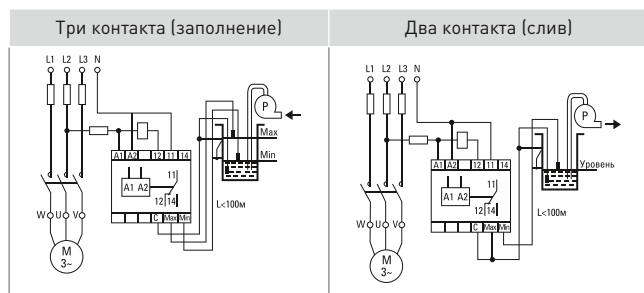 Три контакта (заполнение)
Два контакта (слив)
L1 L2 L3 N
P
Max
Min
A1 A2 12 11 14
A1 A2
11
12 14
L<100м
C Max Min
W U V
M
3~
L1 L2 L3 N
P
Уровень
A1 A2 12 11 14
A1 A2
11
12 14
L<100м
C Max Min
W U V
M
3~